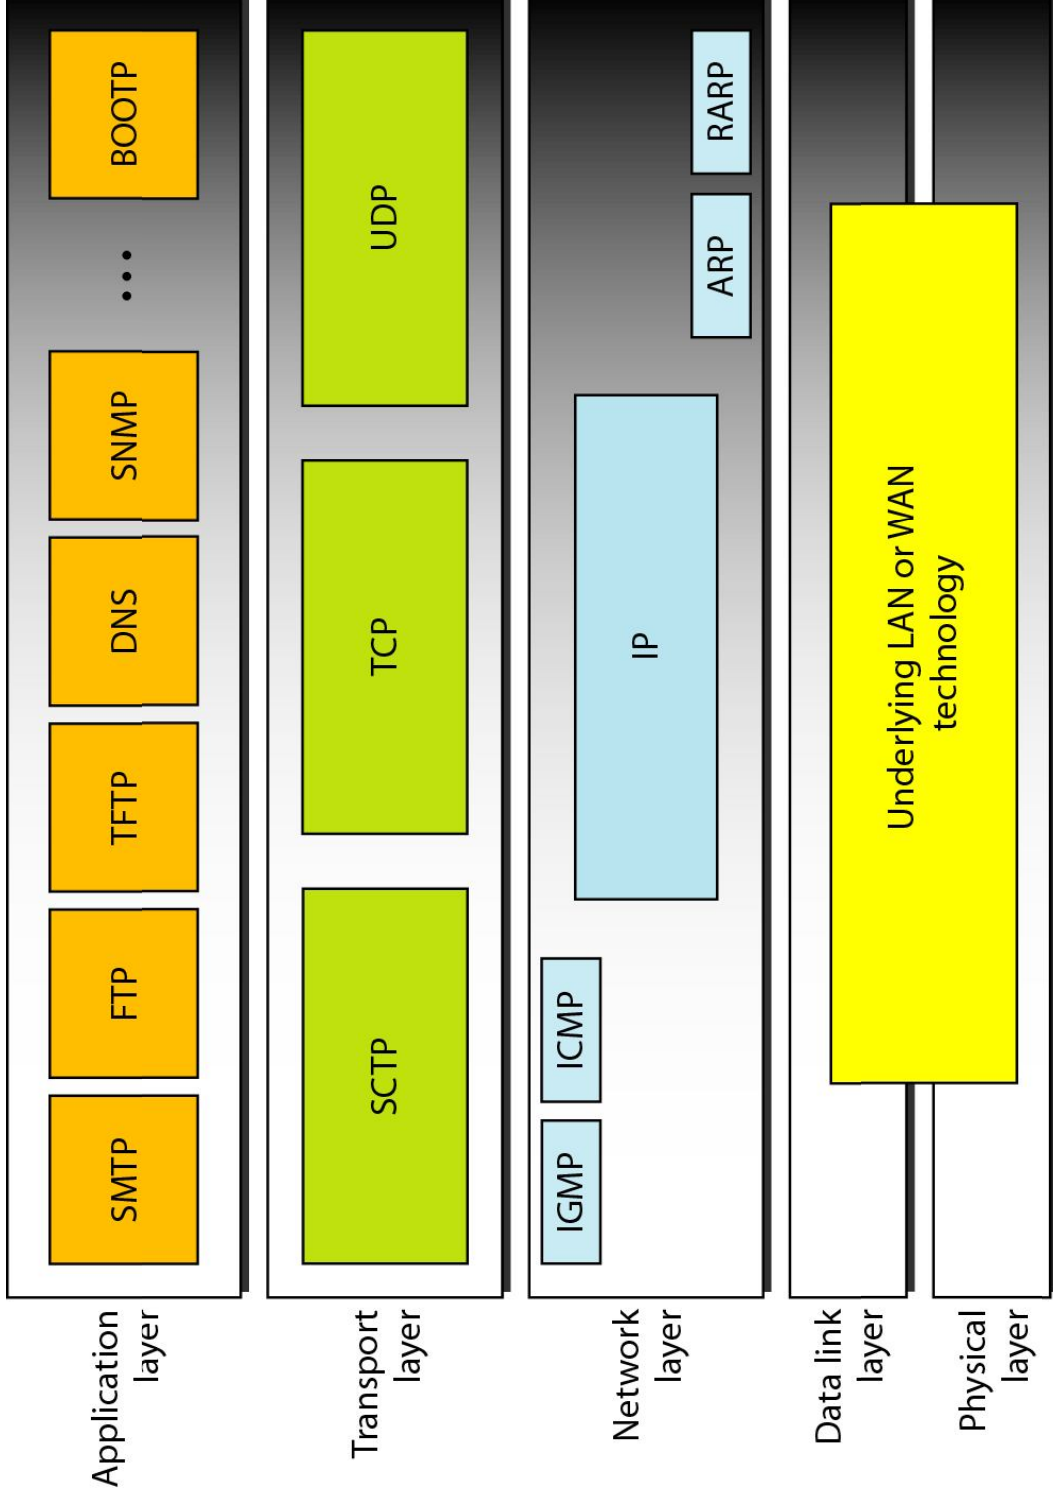 Application
layer
SMTP
FTP
TFTP
DNS
SNMP
...
BOOTP
Transport
layer
SCTP
TCP
UDP
Network
layer
IGMP
ICMP
IP
ARP
RARP
Data link
layer
Underlying LAN or WAN
technology
Physical
layer